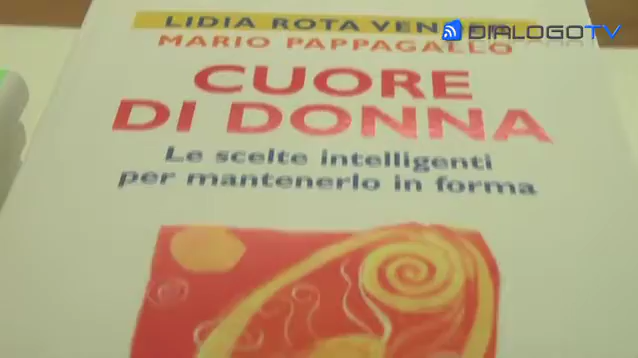 DIALOGOTV
LIDIA ROTA
MARIO PAPPAGALLO
CUORE
DI DONNA
Le scelte intelligenti
per mantenerlo in forma